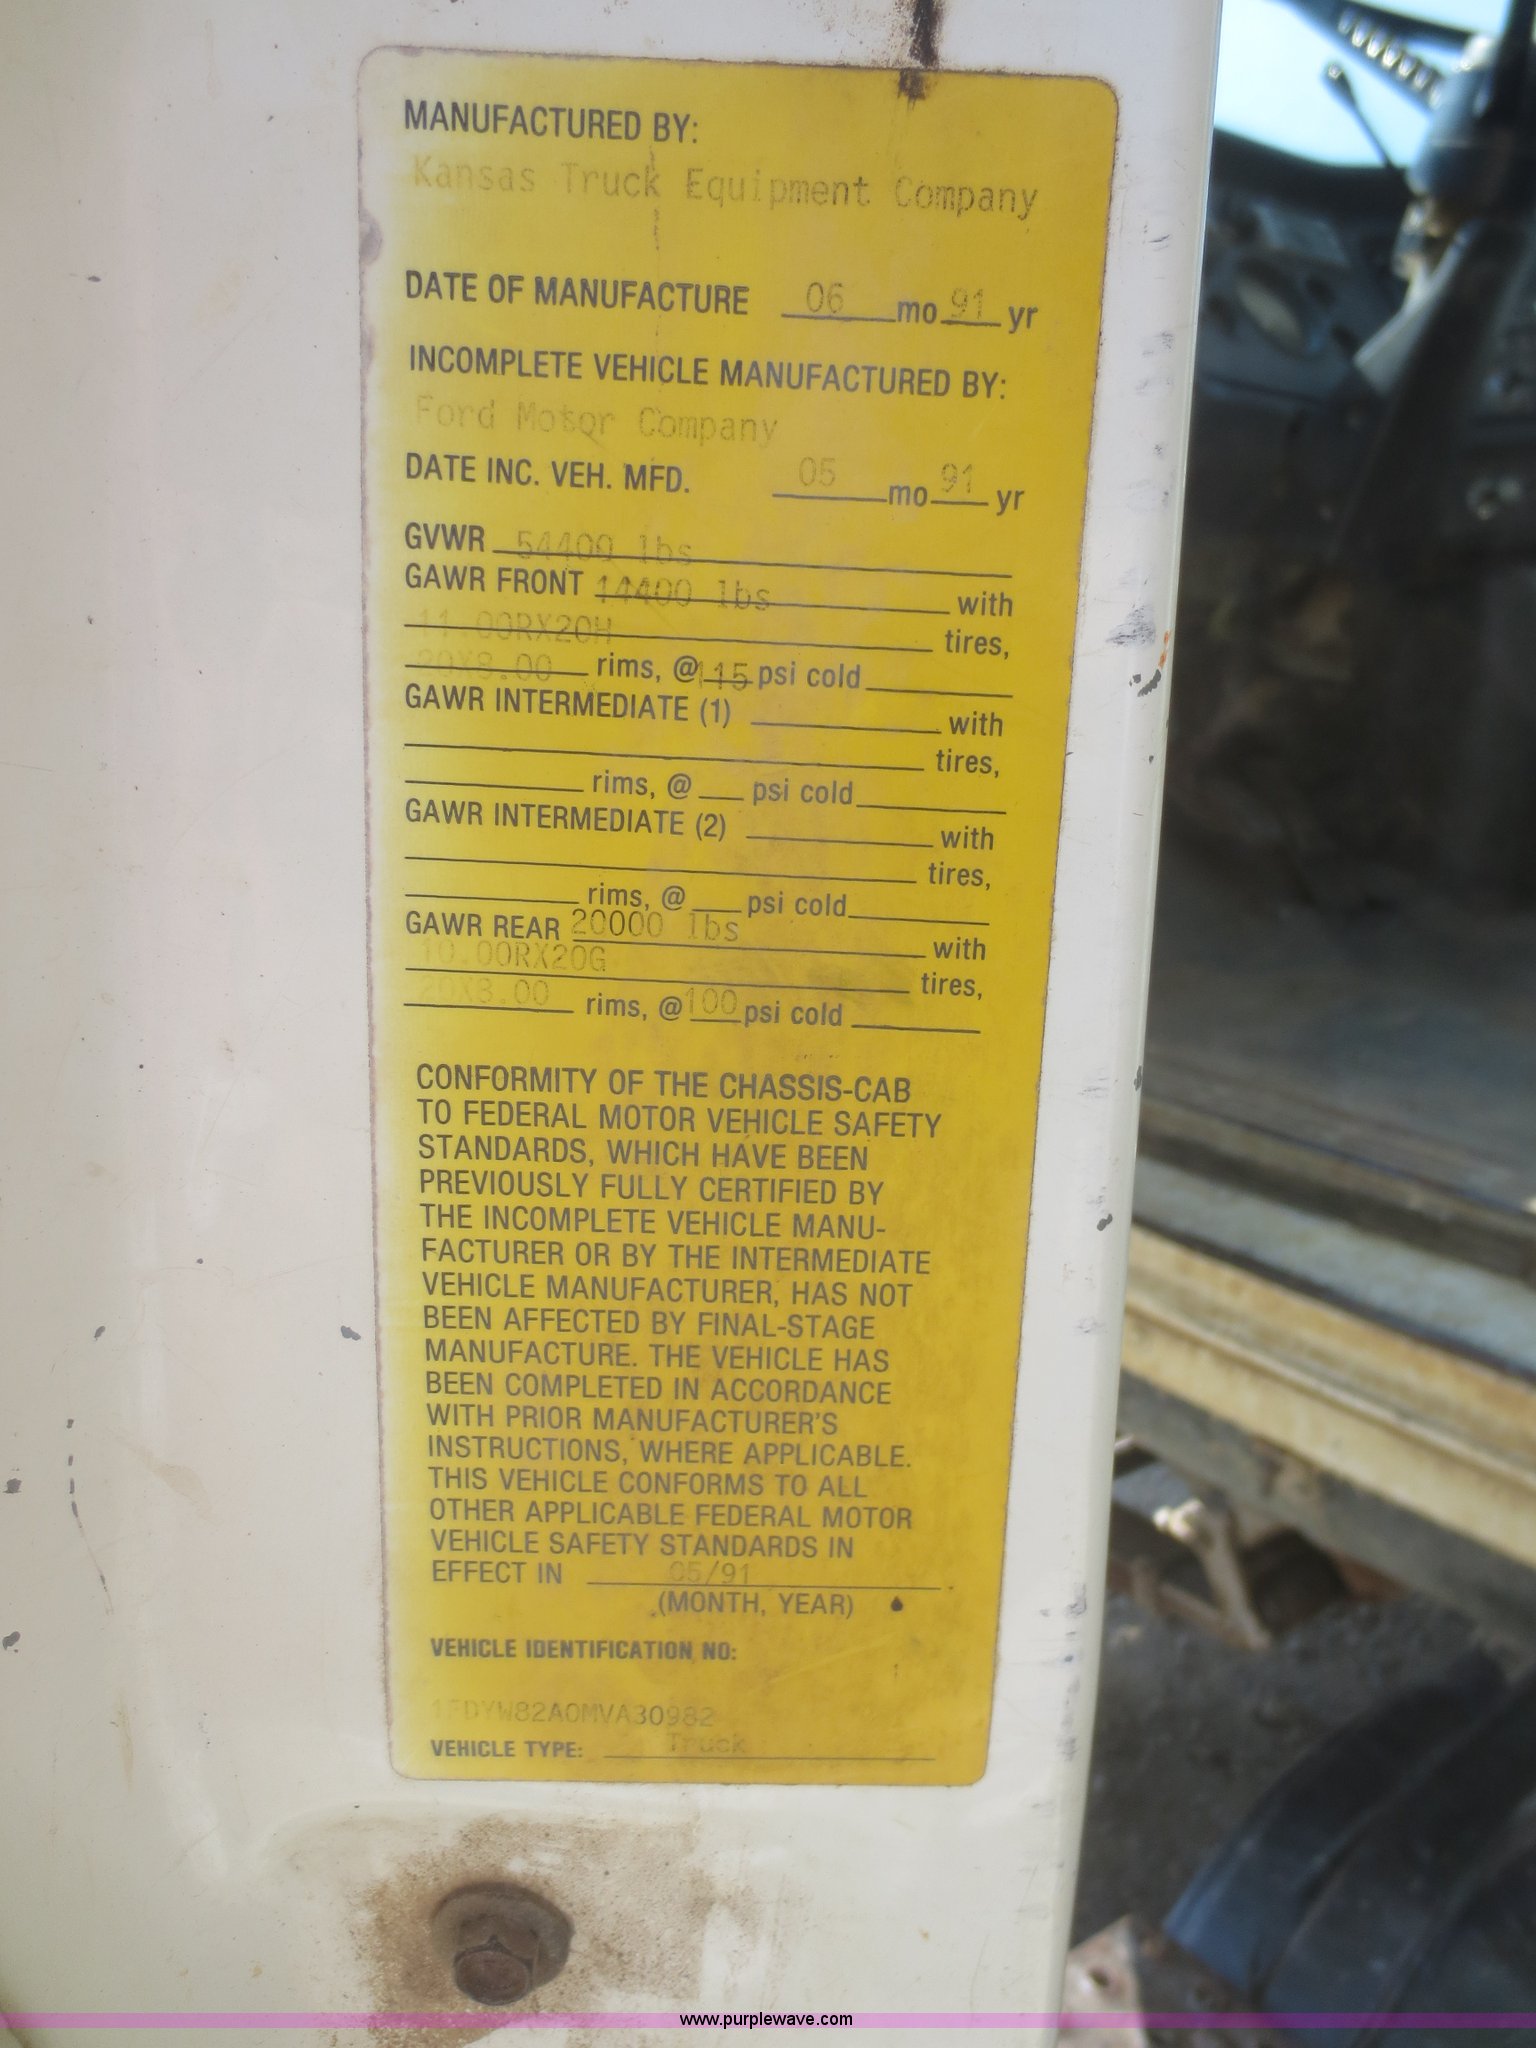 MANUFACTURED BY:
Kansas Truck Equipment Company
DATE OF MANUFACTURE 06 mo 91 yr
INCOMPLETE VEHICLE MANUFACTURED BY:
Ford Motor Company
DATE INC. VEH. MFD. 05 mo 91 yr
GVWR 54400 lbs
GAWR FRONT 14400 lbs with
11.00RX20H tires,
20X8.00 rims, @ 115 psi cold
GAWR INTERMEDIATE (1) with
tires,
rims, @ psi cold
GAWR INTERMEDIATE (2) with
tires,
rims, @ psi cold
GAWR REAR 20000 lbs with
10.00RX20G tires,
20X8.00 rims, @ 100 psi cold
CONFORMITY OF THE CHASSIS-CAB
TO FEDERAL MOTOR VEHICLE SAFETY
STANDARDS, WHICH HAVE BEEN
PREVIOUSLY FULLY CERTIFIED BY
THE INCOMPLETE VEHICLE MANU-
FACTURER OR BY THE INTERMEDIATE
VEHICLE MANUFACTURER, HAS NOT
BEEN AFFECTED BY FINAL-STAGE
MANUFACTURE. THE VEHICLE HAS
BEEN COMPLETED IN ACCORDANCE
WITH PRIOR MANUFACTURER'S
INSTRUCTIONS, WHERE APPLICABLE.
THIS VEHICLE CONFORMS TO ALL
OTHER APPLICABLE FEDERAL MOTOR
VEHICLE SAFETY STANDARDS IN
EFFECT IN 05/91
(MONTH, YEAR)
VEHICLE IDENTIFICATION NO:
1FDYW82A0MVA30982
VEHICLE TYPE: Truck
www.purplewave.com